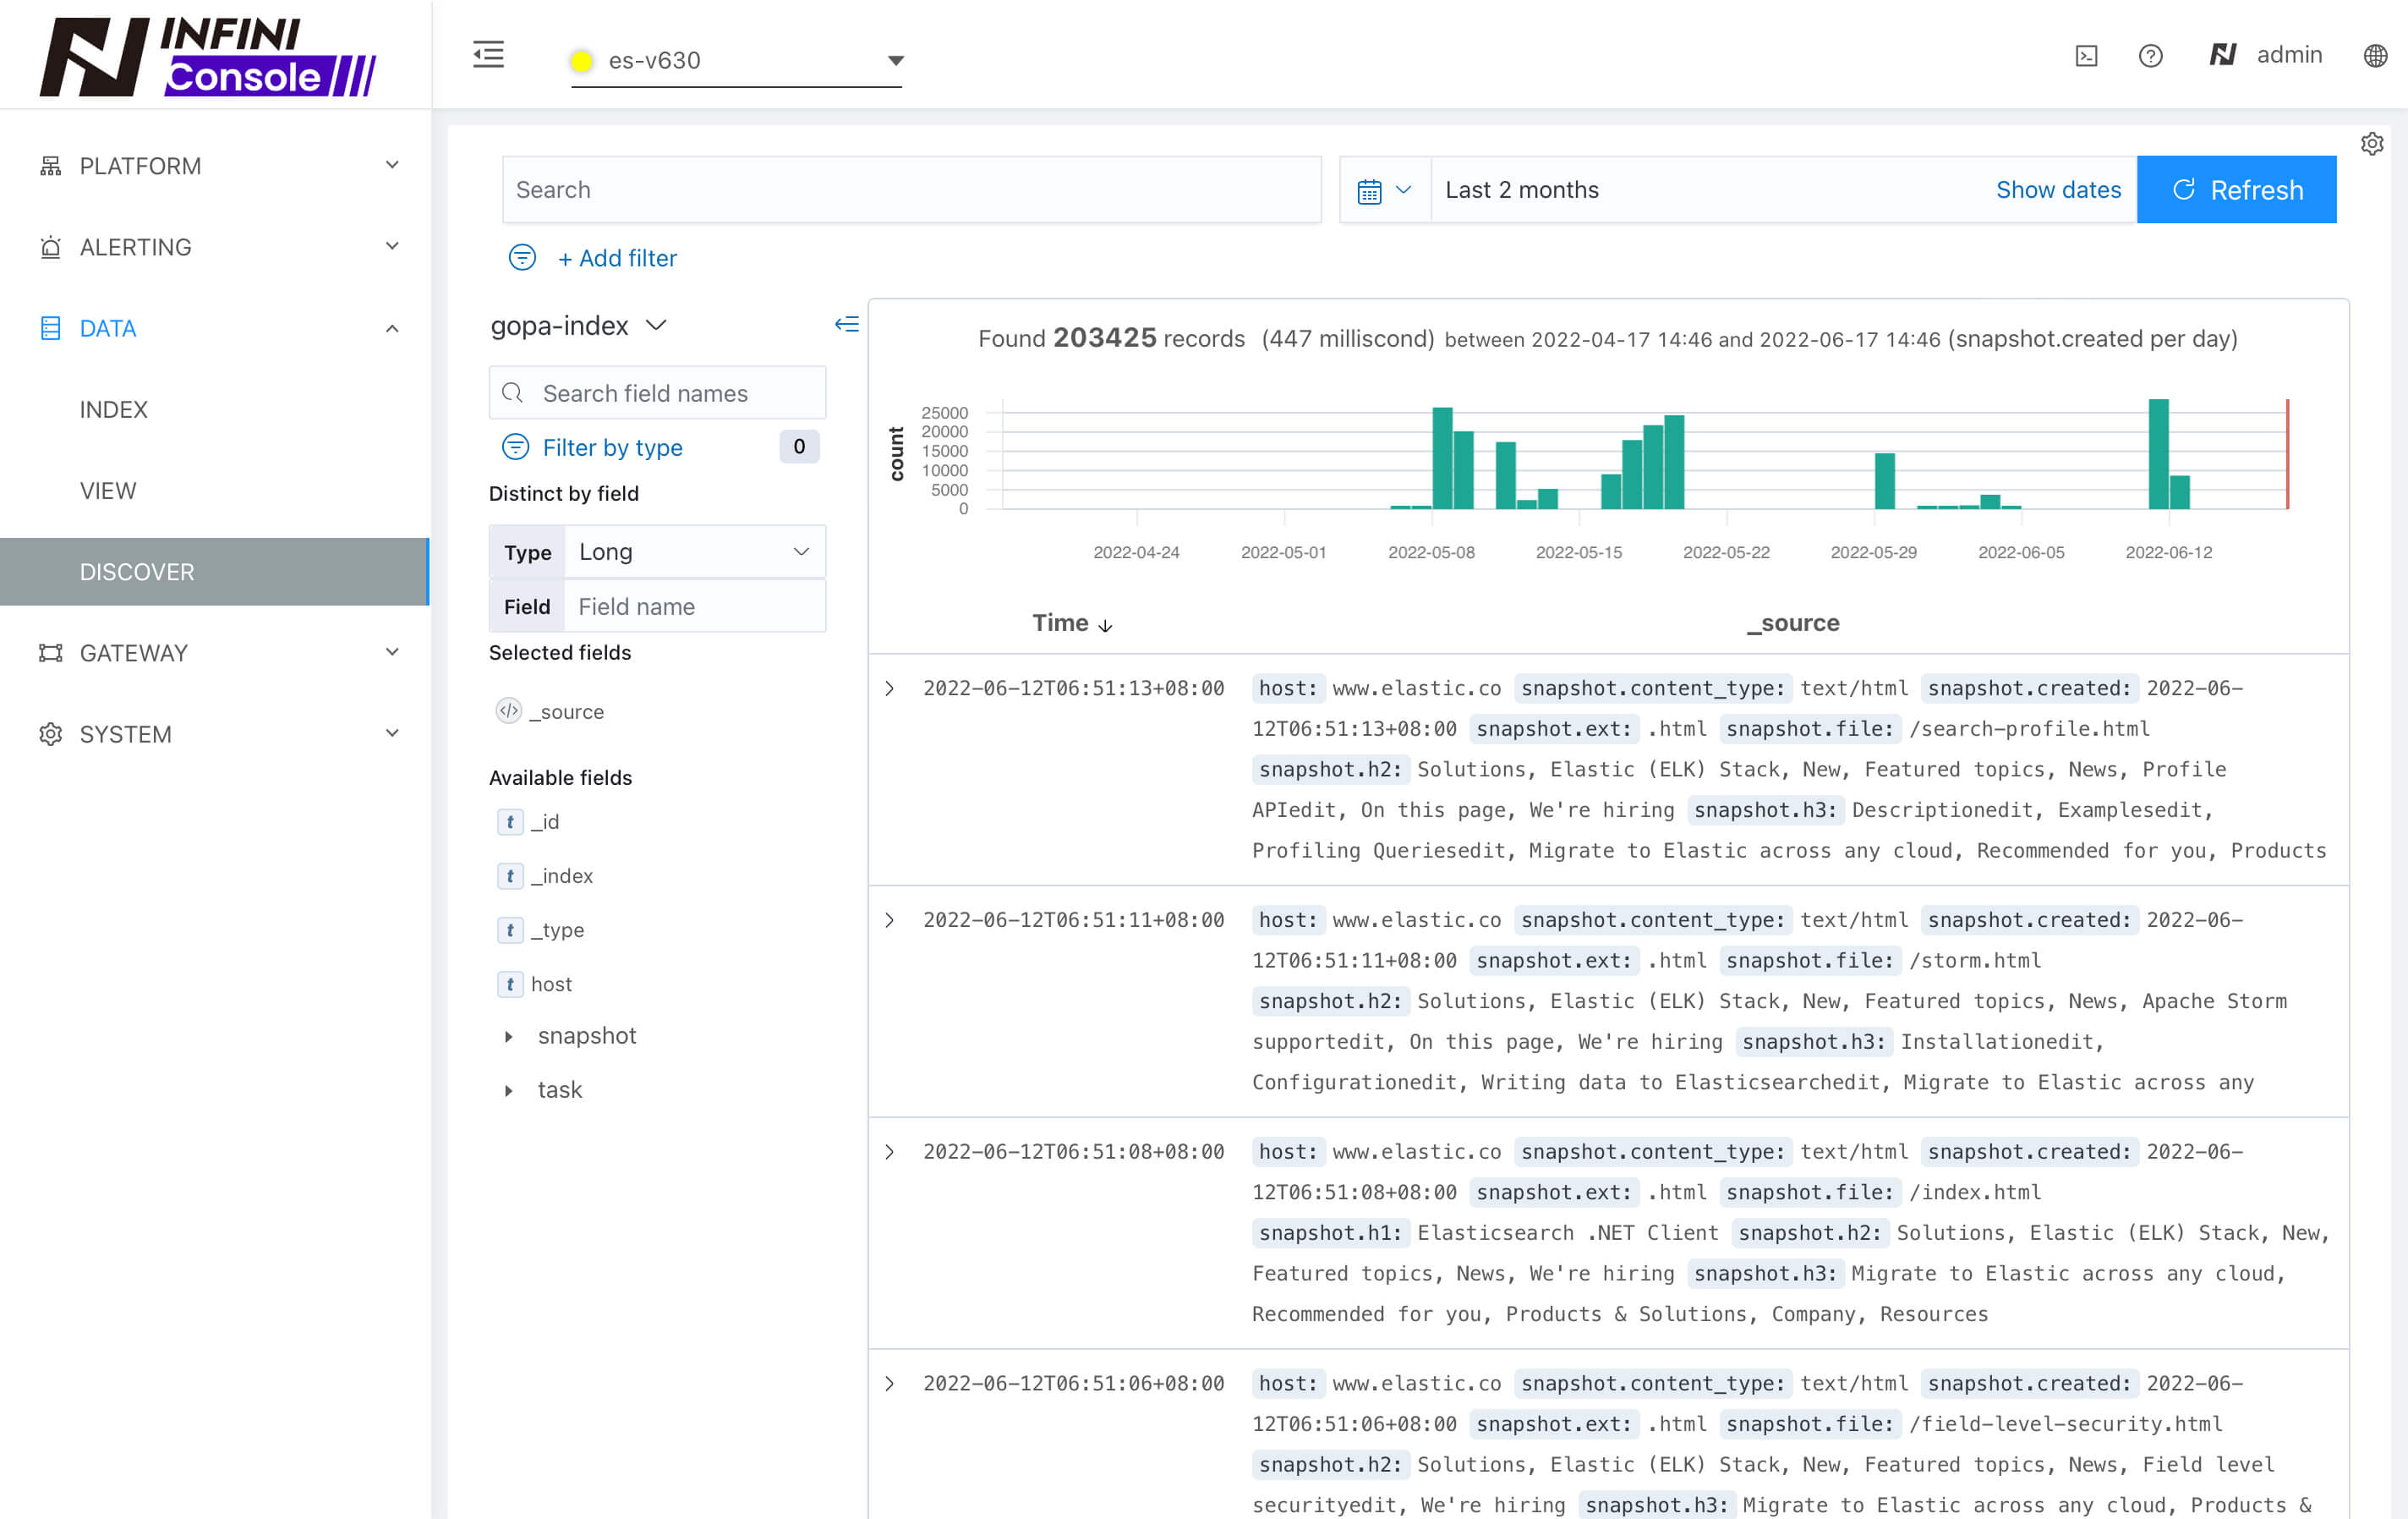 INFINI
Console
es-v630
admin
PLATFORM
ALERTING
DATA
INDEX
VIEW
DISCOVER
GATEWAY
SYSTEM
Search
Last 2 months
Show dates
Refresh
+ Add filter
gopa-index
Search field names
Filter by type 0
Distinct by field
Type Long
Field Field name
Selected fields
_source
Available fields
t _id
t _index
t _type
t host
snapshot
task
Found 203425 records (447 milliscond) between 2022-04-17 14:46 and 2022-06-17 14:46 (snapshot.created per day)
count
25000
20000
15000
10000
5000
0
2022-04-24 2022-05-01 2022-05-08 2022-05-15 2022-05-22 2022-05-29 2022-06-05 2022-06-12
Time _source
2022-06-12T06:51:13+08:00 host: www.elastic.co snapshot.content_type: text/html snapshot.created: 2022-06-
12T06:51:13+08:00 snapshot.ext: .html snapshot.file: /search-profile.html
snapshot.h2: Solutions, Elastic (ELK) Stack, New, Featured topics, News, Profile
APIedit, On this page, We're hiring snapshot.h3: Descriptionedit, Examplesedit,
Profiling Queriesedit, Migrate to Elastic across any cloud, Recommended for you, Products
2022-06-12T06:51:11+08:00 host: www.elastic.co snapshot.content_type: text/html snapshot.created: 2022-06-
12T06:51:11+08:00 snapshot.ext: .html snapshot.file: /storm.html
snapshot.h2: Solutions, Elastic (ELK) Stack, New, Featured topics, News, Apache Storm
supportedit, On this page, We're hiring snapshot.h3: Installationedit,
Configurationedit, Writing data to Elasticsearchedit, Migrate to Elastic across any
2022-06-12T06:51:08+08:00 host: www.elastic.co snapshot.content_type: text/html snapshot.created: 2022-06-
12T06:51:08+08:00 snapshot.ext: .html snapshot.file: /index.html
snapshot.h1: Elasticsearch .NET Client snapshot.h2: Solutions, Elastic (ELK) Stack, New,
Featured topics, News, We're hiring snapshot.h3: Migrate to Elastic across any cloud,
Recommended for you, Products & Solutions, Company, Resources
2022-06-12T06:51:06+08:00 host: www.elastic.co snapshot.content_type: text/html snapshot.created: 2022-06-
12T06:51:06+08:00 snapshot.ext: .html snapshot.file: /field-level-security.html
snapshot.h2: Solutions, Elastic (ELK) Stack, New, Featured topics, News, Field level
securityedit, We're hiring snapshot.h3: Migrate to Elastic across any cloud, Products &